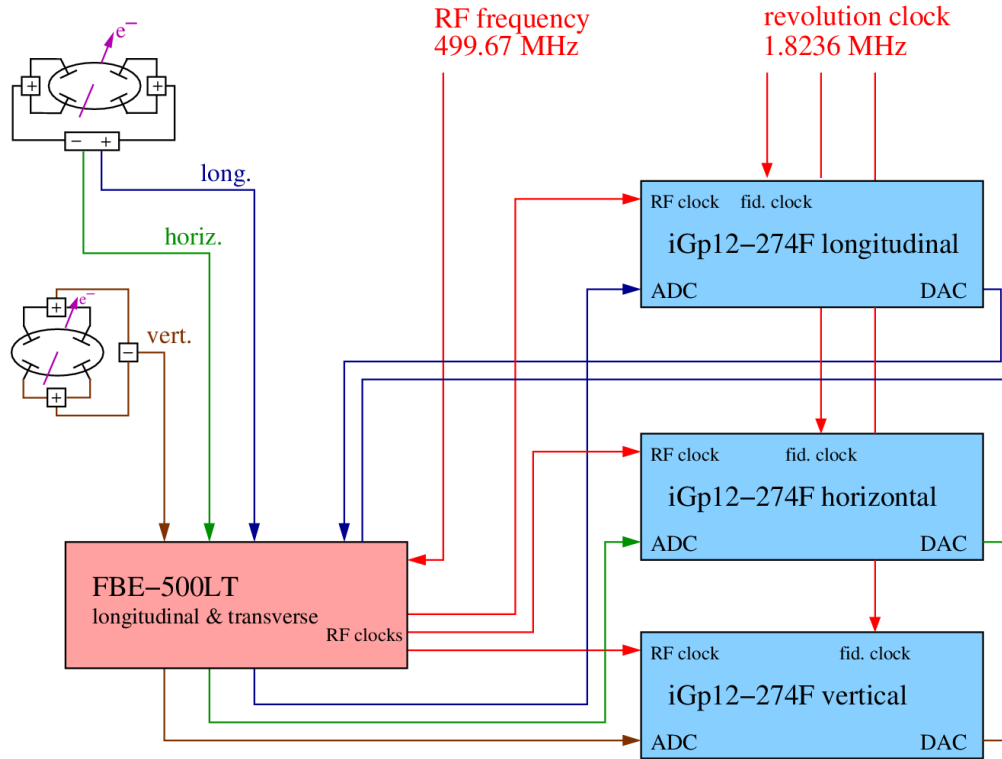 RF frequency
499.67 MHz
revolution clock
1.8236 MHz
e−
+
+
− +
long.
horiz.
e−
+
vert.
−
+
RF clock fid. clock
iGp12−274F longitudinal
ADC DAC
RF clock fid. clock
iGp12−274F horizontal
ADC DAC
FBE−500LT
longitudinal & transverse
RF clocks
RF clock fid. clock
iGp12−274F vertical
ADC DAC